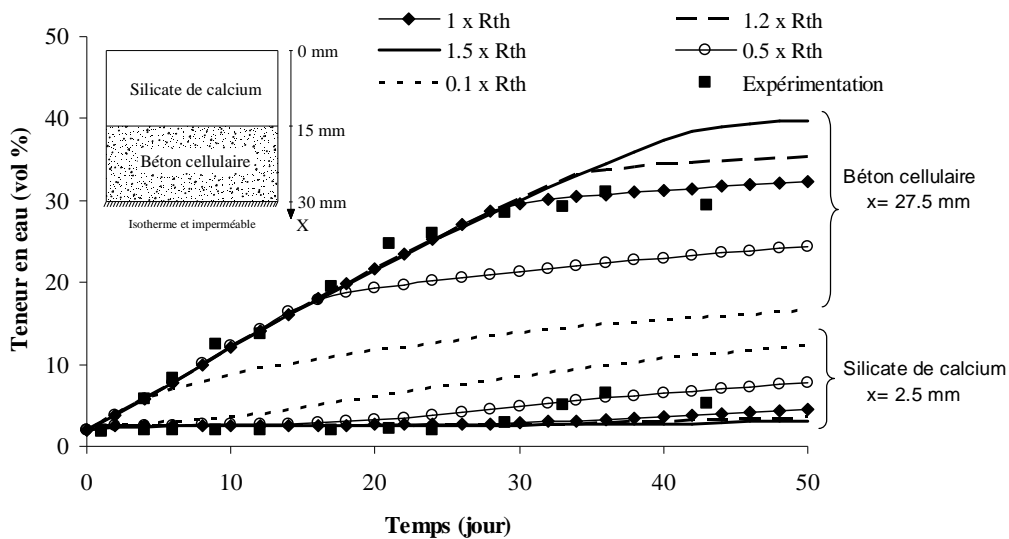 1 x Rth
1.2 x Rth
1.5 x Rth
0.5 x Rth
0.1 x Rth
Expérimentation
Teneur en eau (vol %)
50
40
30
20
10
0
0 mm
Silicate de calcium
15 mm
Béton cellulaire
30 mm
Isotherme et imperméable
X
Béton cellulaire
x= 27.5 mm
Silicate de calcium
x= 2.5 mm
0
10
20
30
40
50
Temps (jour)